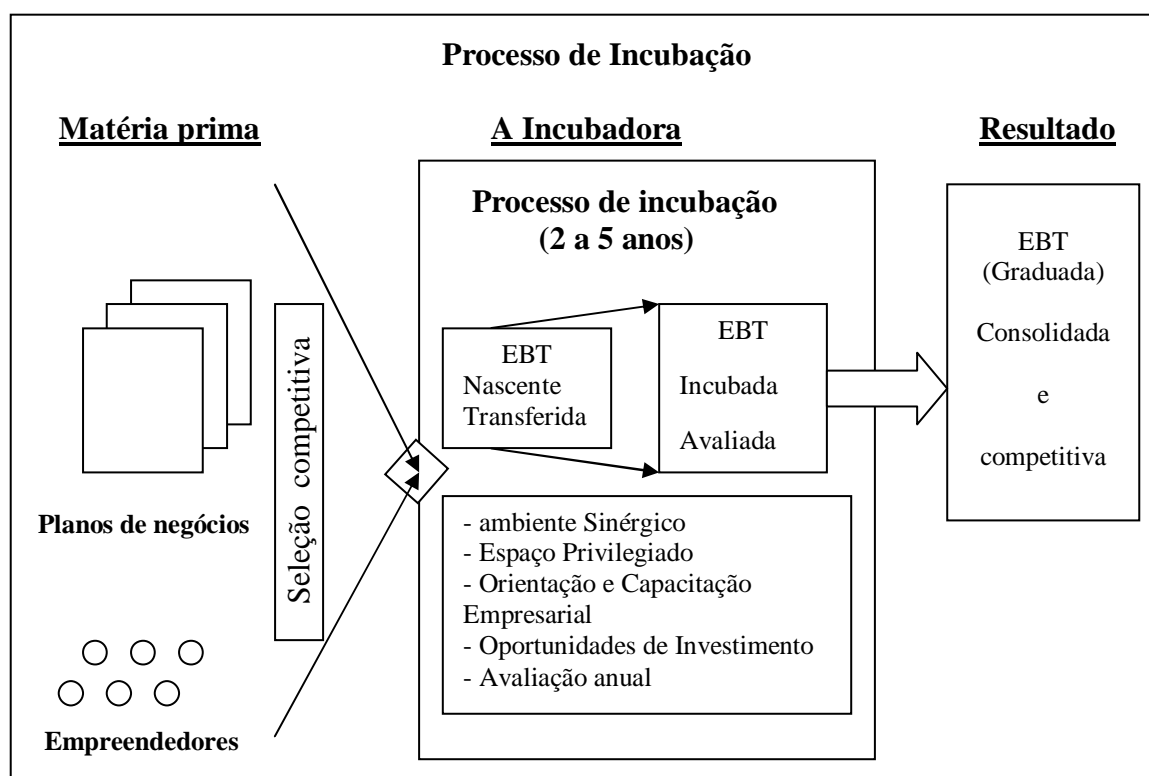 Processo de Incubação
Matéria prima
A Incubadora
Resultado
Planos de negócios
Empreendedores
Seleção competitiva
Processo de incubação
(2 a 5 anos)
EBT
Nascente
Transferida
EBT
Incubada
Avaliada
- ambiente Sinérgico
- Espaço Privilegiado
- Orientação e Capacitação
Empresarial
- Oportunidades de Investimento
- Avaliação anual
EBT
(Graduada)
Consolidada
e
competitiva